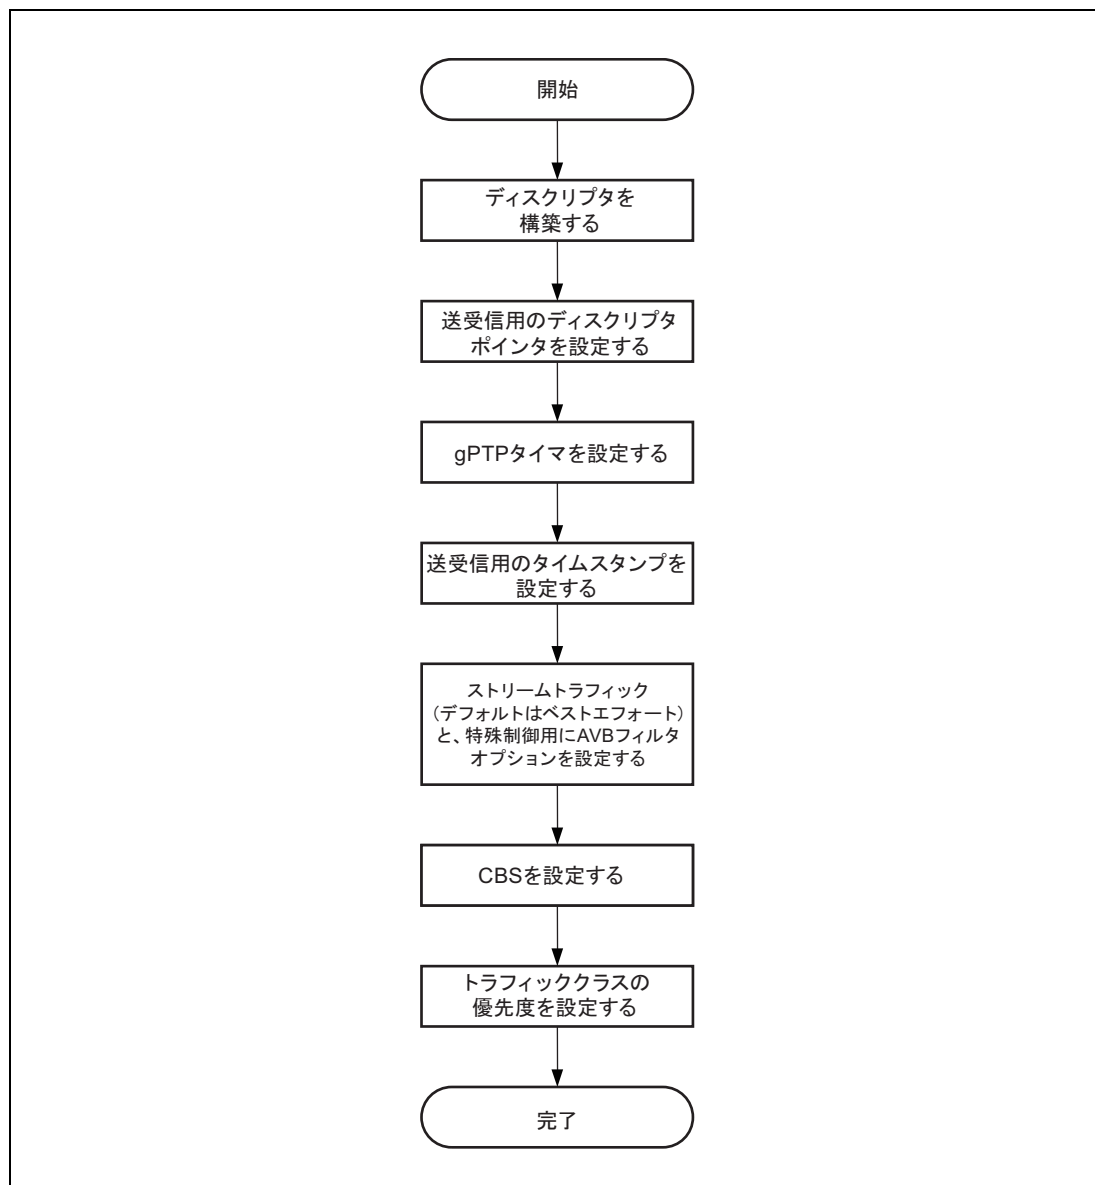 開始
ディスクリプタを
構築する
送受信用のディスクリプタ
ポインタを設定する
gPTPタイマを設定する
送受信用のタイムスタンプを
設定する
ストリームトラフィック
(デフォルトはベストエフォート)
と、特殊制御用にAVBフィルタ
オプションを設定する
CBSを設定する
トラフィッククラスの
優先度を設定する
完了